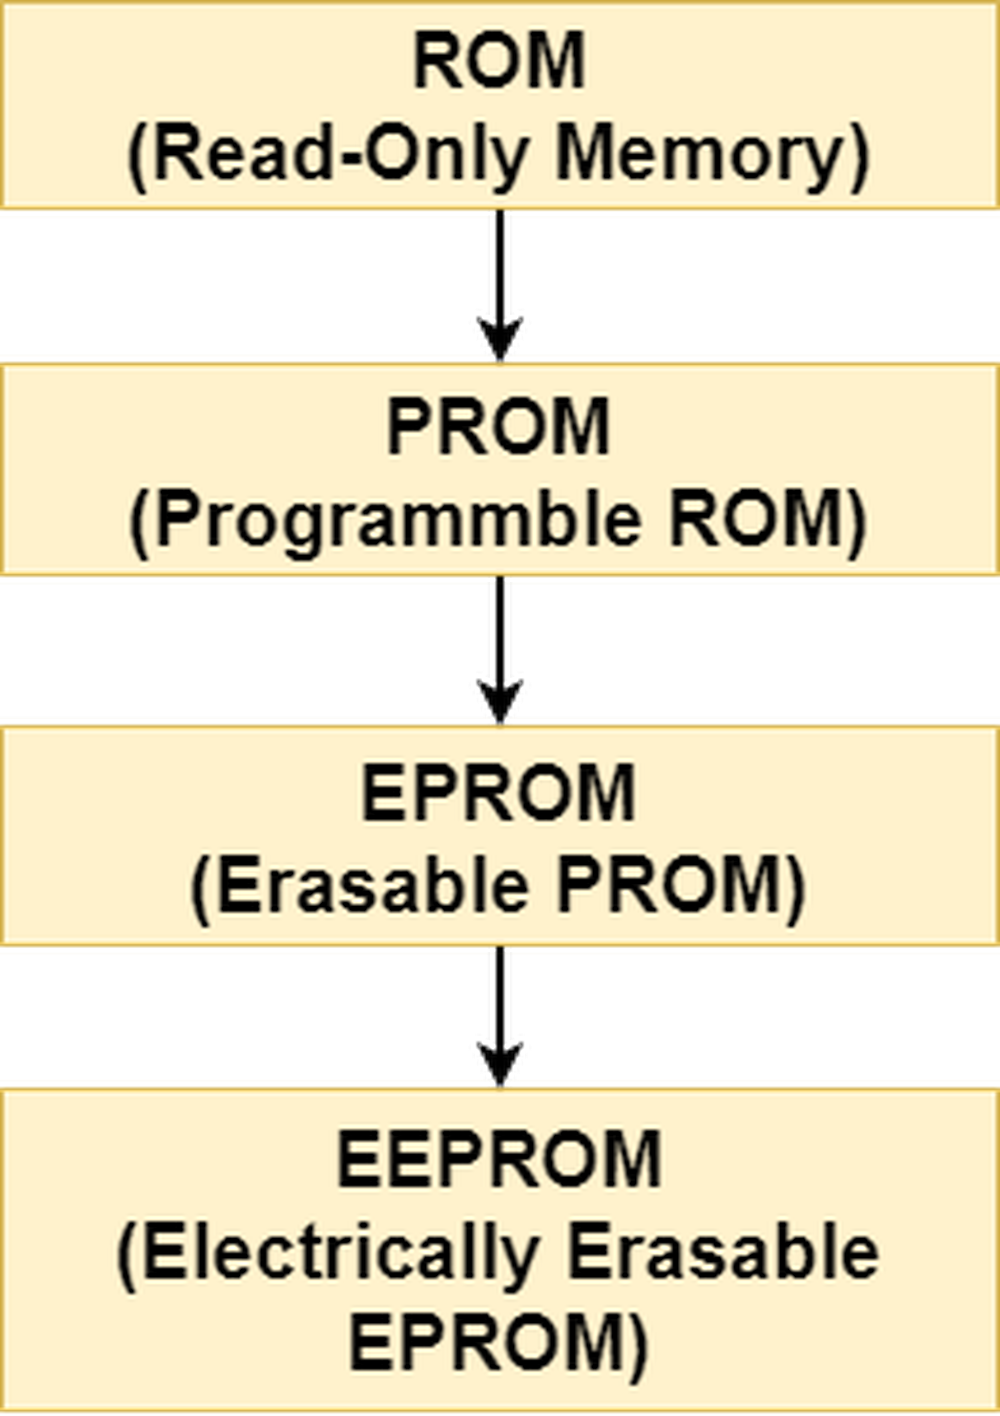 ROM
(Read-Only Memory)
PROM
(Programmble ROM)
EPROM
(Erasable PROM)
EEPROM
(Electrically Erasable
EPROM)